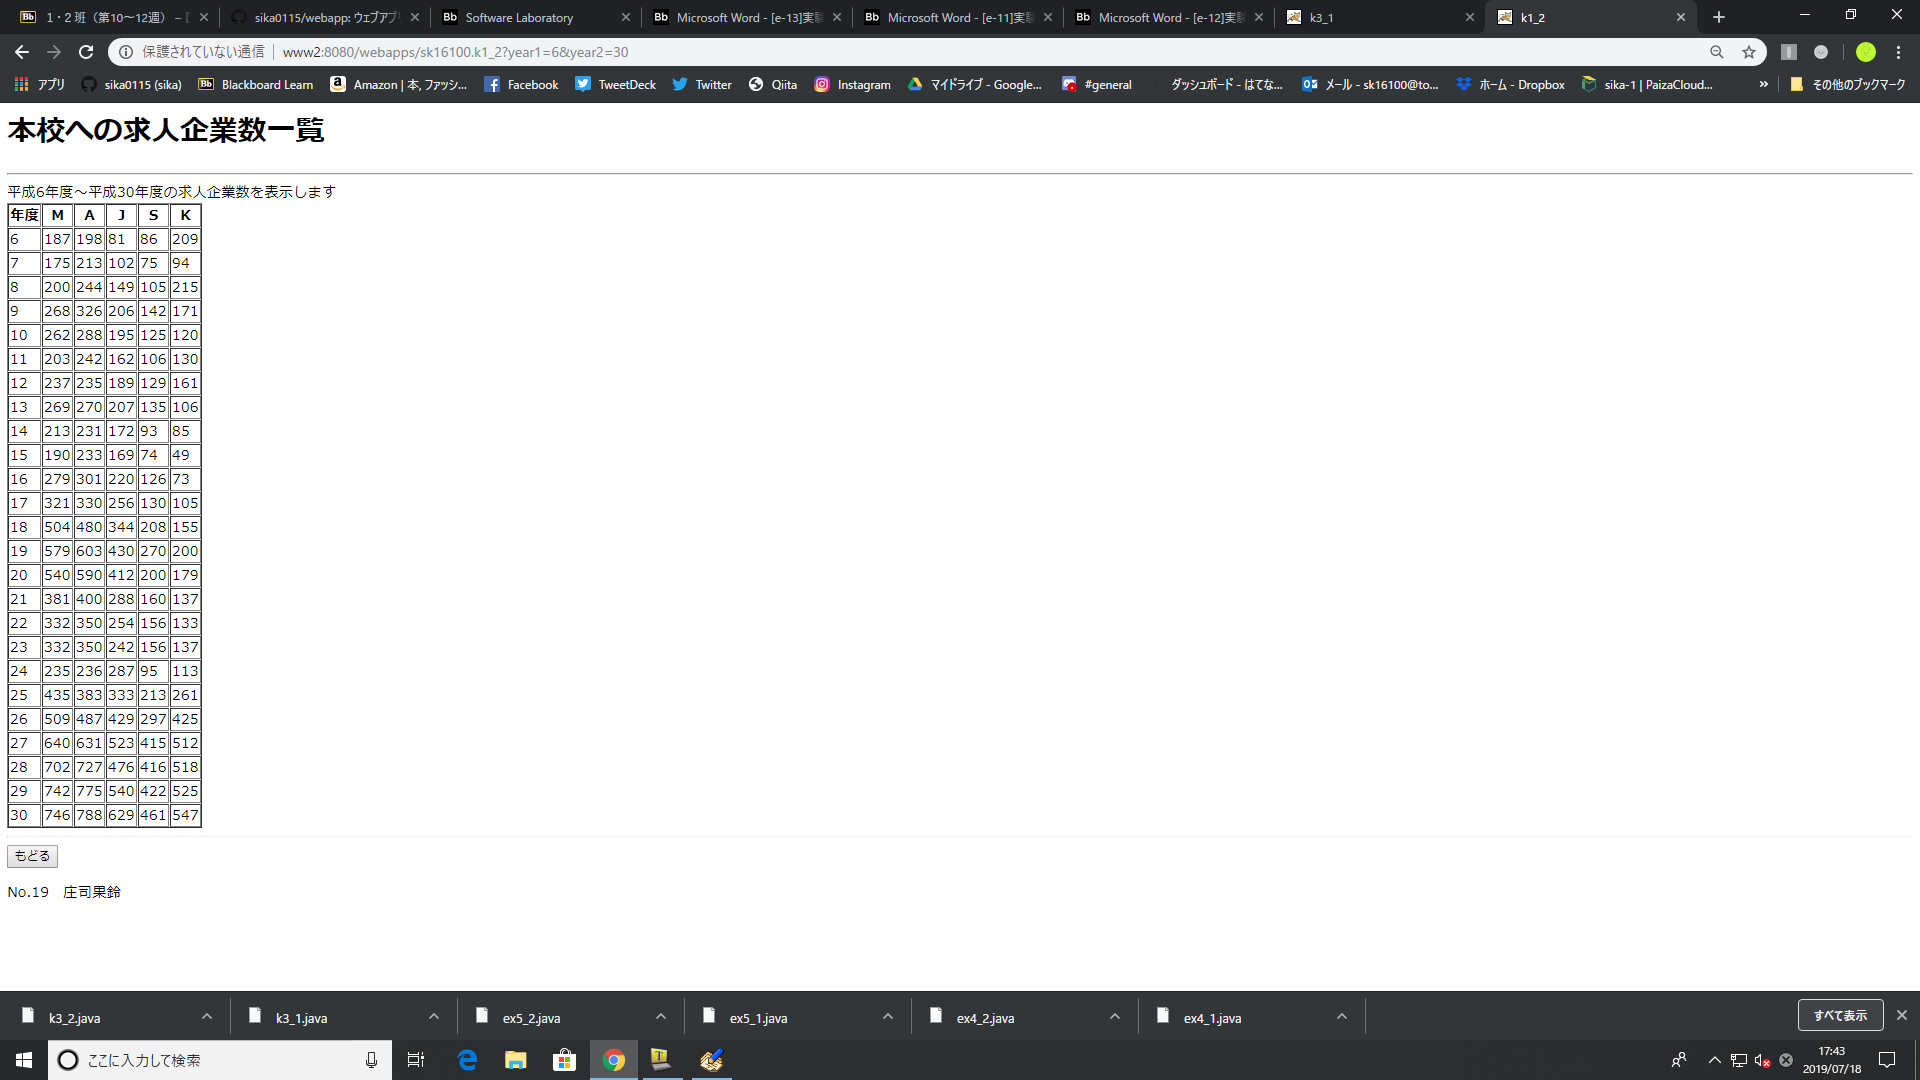 1・2 班（第10～12週） – [
sika0115/webapp: ウェブアプリ
Software Laboratory
Microsoft Word - [e-13]実験
Microsoft Word - [e-11]実験
Microsoft Word - [e-12]実験
k3_1
k1_2
保護されていない通信 www2:8080/webapps/sk16100.k1_2?year1=6&year2=30
アプリ
sika0115 (sika)
Blackboard Learn
Amazon | 本, ファッシ...
Facebook
TweetDeck
Twitter
Qiita
Instagram
マイドライブ - Google...
#general
ダッシュボード - はてな...
メール - sk16100@to...
ホーム - Dropbox
sika-1 | PaizaCloud...
»
その他のブックマーク
本校への求人企業数一覧
平成6年度～平成30年度の求人企業数を表示します
年度 M A J S K
6 187 198 81 86 209
7 175 213 102 75 94
8 200 244 149 105 215
9 268 326 206 142 171
10 262 288 195 125 120
11 203 242 162 106 130
12 237 235 189 129 161
13 269 270 207 135 106
14 213 231 172 93 85
15 190 233 169 74 49
16 279 301 220 126 73
17 321 330 256 130 105
18 504 480 344 208 155
19 579 603 430 270 200
20 540 590 412 200 179
21 381 400 288 160 137
22 332 350 254 156 133
23 332 350 242 156 137
24 235 236 287 95 113
25 435 383 333 213 261
26 509 487 429 297 425
27 640 631 523 415 512
28 702 727 476 416 518
29 742 775 540 422 525
30 746 788 629 461 547
もどる
No.19　庄司果鈴
k3_2.java
k3_1.java
ex5_2.java
ex5_1.java
ex4_2.java
ex4_1.java
すべて表示
ここに入力して検索
17:43
2019/07/18